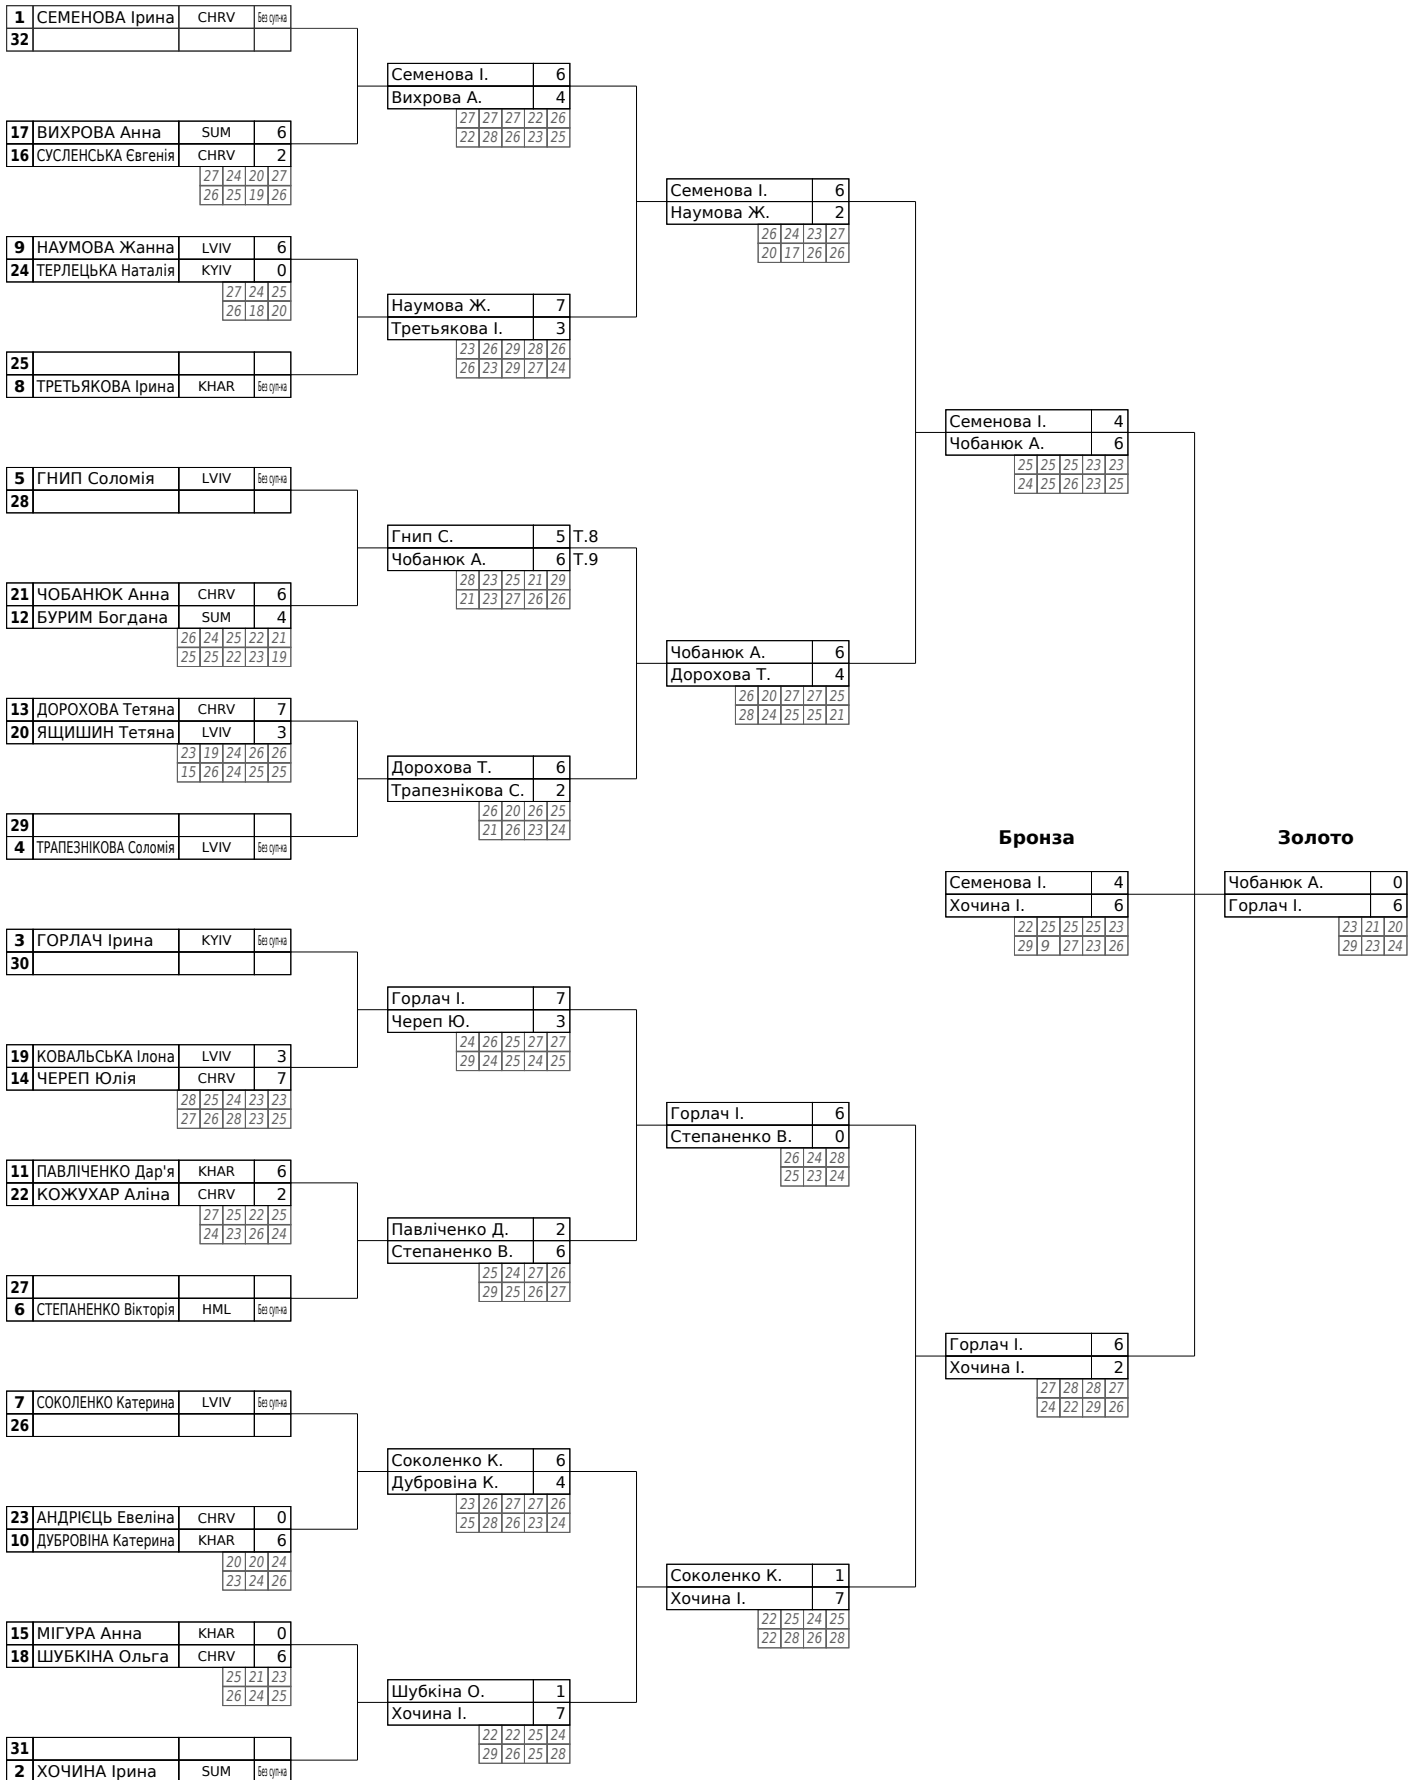 1 СЕМЕНОВА Ірина CHRV Без суп-ка
32
Семенова І. 6
Вихрова А. 4
27 27 27 22 26
22 28 26 23 25
17 ВИХРОВА Анна SUM 6
16 СУСЛЕНСЬКА Євгенія CHRV 2
27 24 20 27
26 25 19 26
Семенова І. 6
Наумова Ж. 2
26 24 23 27
20 17 26 26
9 НАУМОВА Жанна LVIV 6
24 ТЕРЛЕЦЬКА Наталія KYIV 0
27 24 25
26 18 20
Наумова Ж. 7
Третьякова І. 3
23 26 29 28 26
26 23 29 27 24
25
8 ТРЕТЬЯКОВА Ірина KHAR Без суп-ка
Семенова І. 4
Чобанюк А. 6
25 25 25 23 23
24 25 26 23 25
5 ГНИП Соломія LVIV Без суп-ка
28
Гнип С. 5 T.8
Чобанюк А. 6 T.9
28 23 25 21 29
21 23 27 26 26
21 ЧОБАНЮК Анна CHRV 6
12 БУРИМ Богдана SUM 4
26 24 25 22 21
25 25 22 23 19
Чобанюк А. 6
Дорохова Т. 4
26 20 27 27 25
28 24 25 25 21
13 ДОРОХОВА Тетяна CHRV 7
20 ЯЩИШИН Тетяна LVIV 3
23 19 24 26 26
15 26 24 25 25
Дорохова Т. 6
Трапезнікова С. 2
26 20 26 25
21 26 23 24
29
4 ТРАПЕЗНІКОВА Соломія LVIV Без суп-ка
Бронза Золото
Семенова І. 4
Хочина І. 6
22 25 25 25 23
29 9 27 23 26
Чобанюк А. 0
Горлач І. 6
23 21 20
29 23 24
3 ГОРЛАЧ Ірина KYIV Без суп-ка
30
Горлач І. 7
Череп Ю. 3
24 26 25 27 27
29 24 25 24 25
19 КОВАЛЬСЬКА Ілона LVIV 3
14 ЧЕРЕП Юлія CHRV 7
28 25 24 23 23
27 26 28 23 25
Горлач І. 6
Степаненко В. 0
26 24 28
25 23 24
11 ПАВЛІЧЕНКО Дар'я KHAR 6
22 КОЖУХАР Аліна CHRV 2
27 25 22 25
24 23 26 24
Павліченко Д. 2
Степаненко В. 6
25 24 27 26
29 25 26 27
27
6 СТЕПАНЕНКО Вікторія HML Без суп-ка
Горлач І. 6
Хочина І. 2
27 28 28 27
24 22 29 26
7 СОКОЛЕНКО Катерина LVIV Без суп-ка
26
Соколенко К. 6
Дубровіна К. 4
23 26 27 27 26
25 28 26 23 24
23 АНДРІЄЦЬ Евеліна CHRV 0
10 ДУБРОВІНА Катерина KHAR 6
20 20 24
23 24 26
Соколенко К. 1
Хочина І. 7
22 25 24 25
22 28 26 28
15 МІГУРА Анна KHAR 0
18 ШУБКІНА Ольга CHRV 6
25 21 23
26 24 25
Шубкіна О. 1
Хочина І. 7
22 22 25 24
29 26 25 28
31
2 ХОЧИНА Ірина SUM Без суп-ка